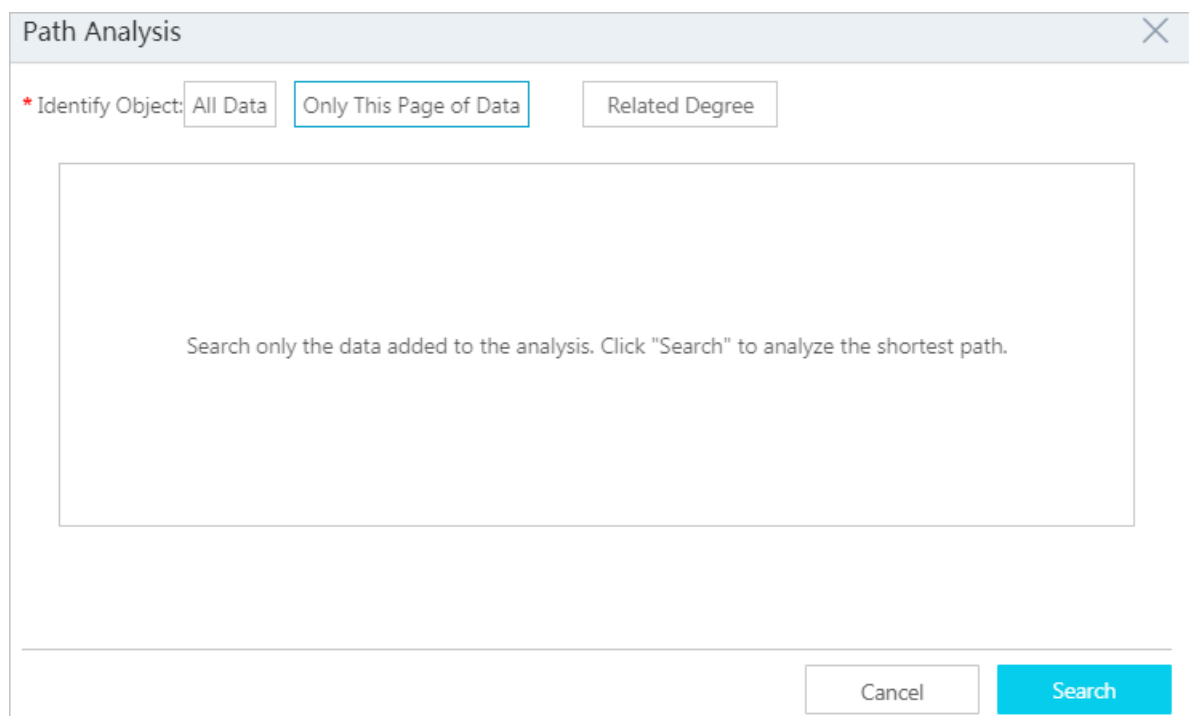 Path Analysis
* Identify Object: All Data Only This Page of Data Related Degree
Search only the data added to the analysis. Click "Search" to analyze the shortest path.
Cancel Search